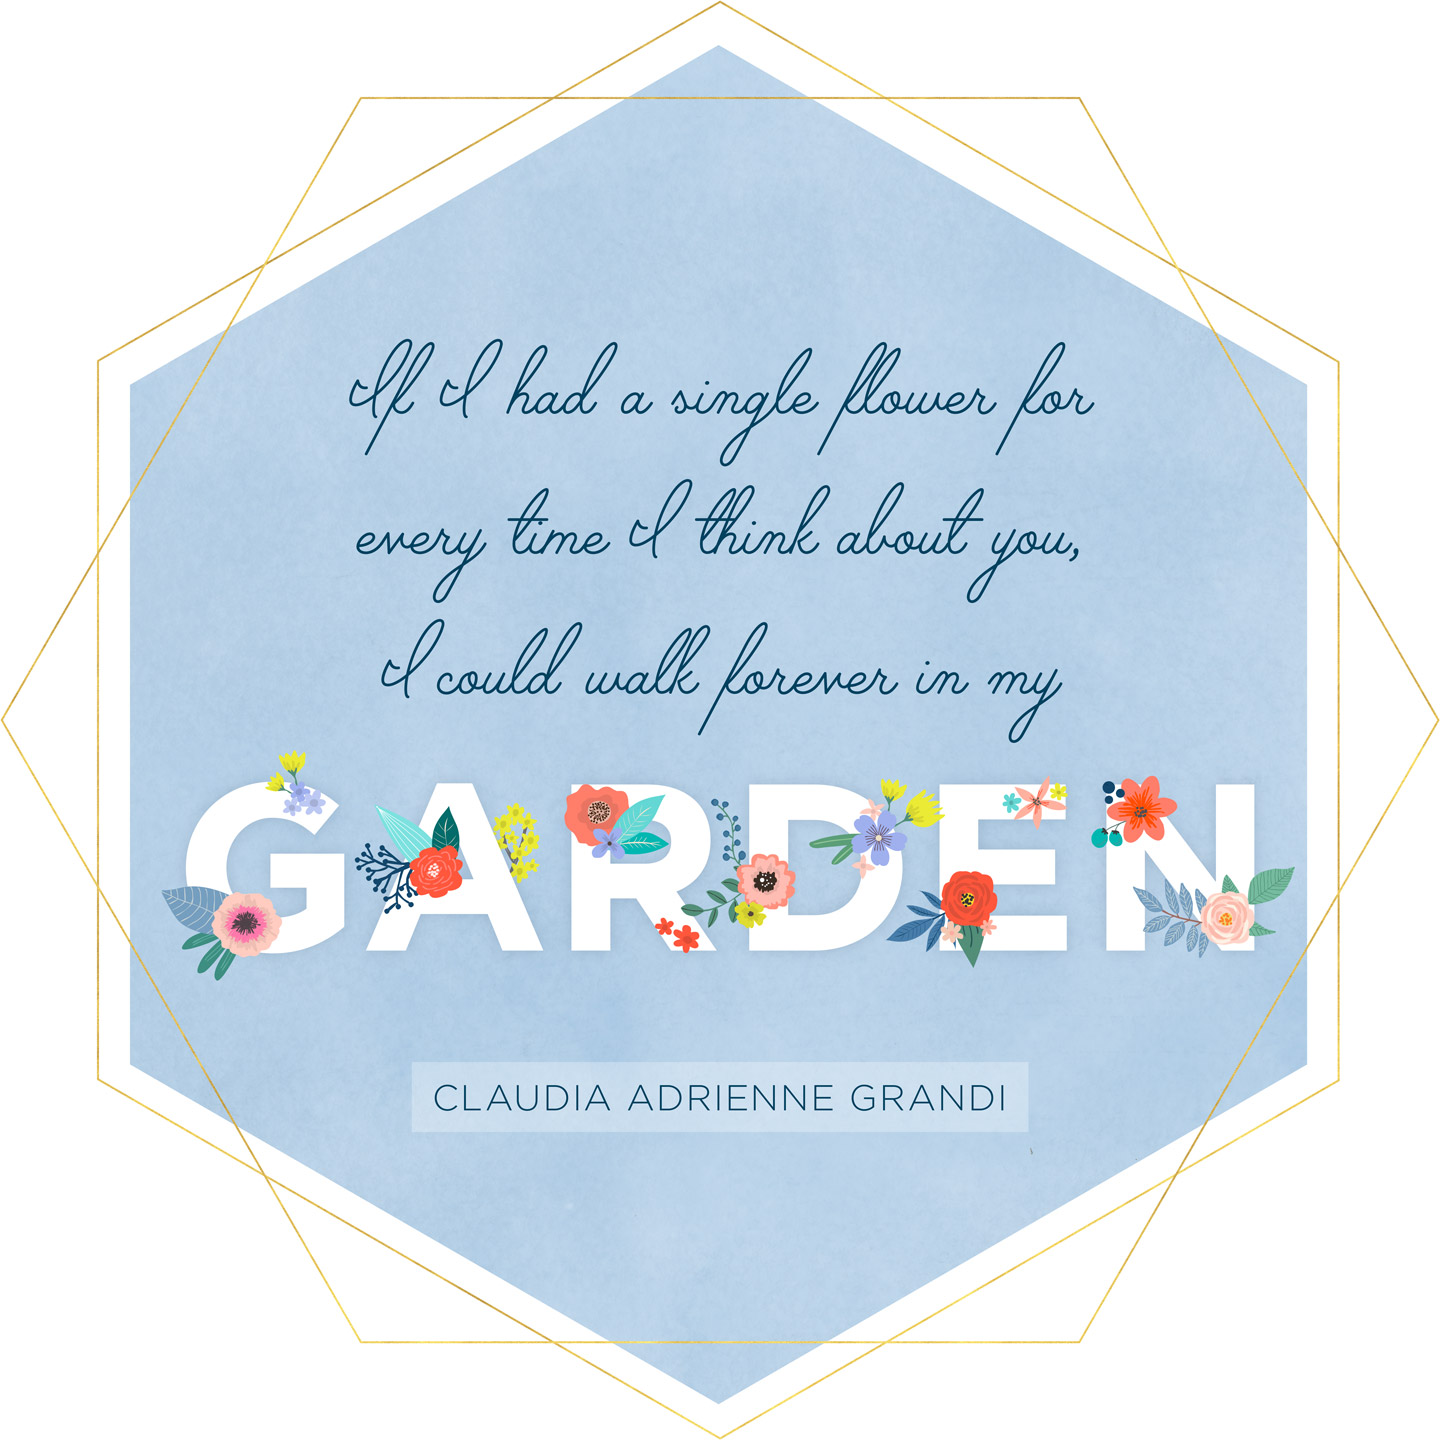 If I had a single flower for
every time I think about you,
I could walk forever in my
GARDEN
CLAUDIA ADRIENNE GRANDI